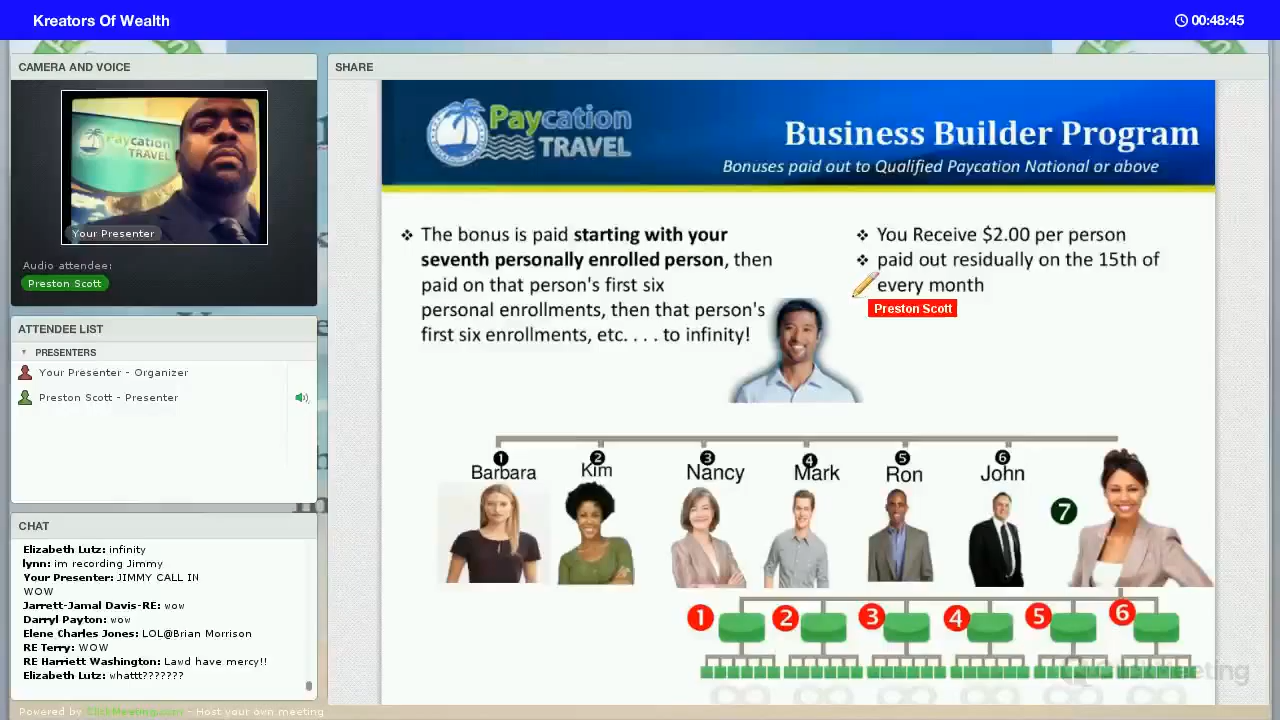 Kreators Of Wealth
00:48:45
CAMERA AND VOICE
Paycation
TRAVEL
Your Presenter
Audio attendee:
Preston Scott
ATTENDEE LIST
PRESENTERS
Your Presenter - Organizer
Preston Scott - Presenter
CHAT
Elizabeth Lutz: infinity
lynn: im recording Jimmy
Your Presenter: JIMMY CALL IN
WOW
Jarrett-Jamal Davis-RE: wow
Darryl Payton: wow
Elene Charles Jones: LOL@Brian Morrison
RE Terry: WOW
RE Harriett Washington: Lawd have mercy!!
Elizabeth Lutz: whattt???????
Powered by ClickMeeting.com - Host your own meeting
SHARE
Paycation
TRAVEL
Business Builder Program
Bonuses paid out to Qualified Paycation National or above
❖ The bonus is paid starting with your
seventh personally enrolled person, then
paid on that person's first six
personal enrollments, then that person's
first six enrollments, etc. . . . to infinity!
❖ You Receive $2.00 per person
❖ paid out residually on the 15th of
every month
Preston Scott
1 2 3 4 5 6
Barbara Kim Nancy Mark Ron John
7
1 2 3 4 5 6
ClickMeeting